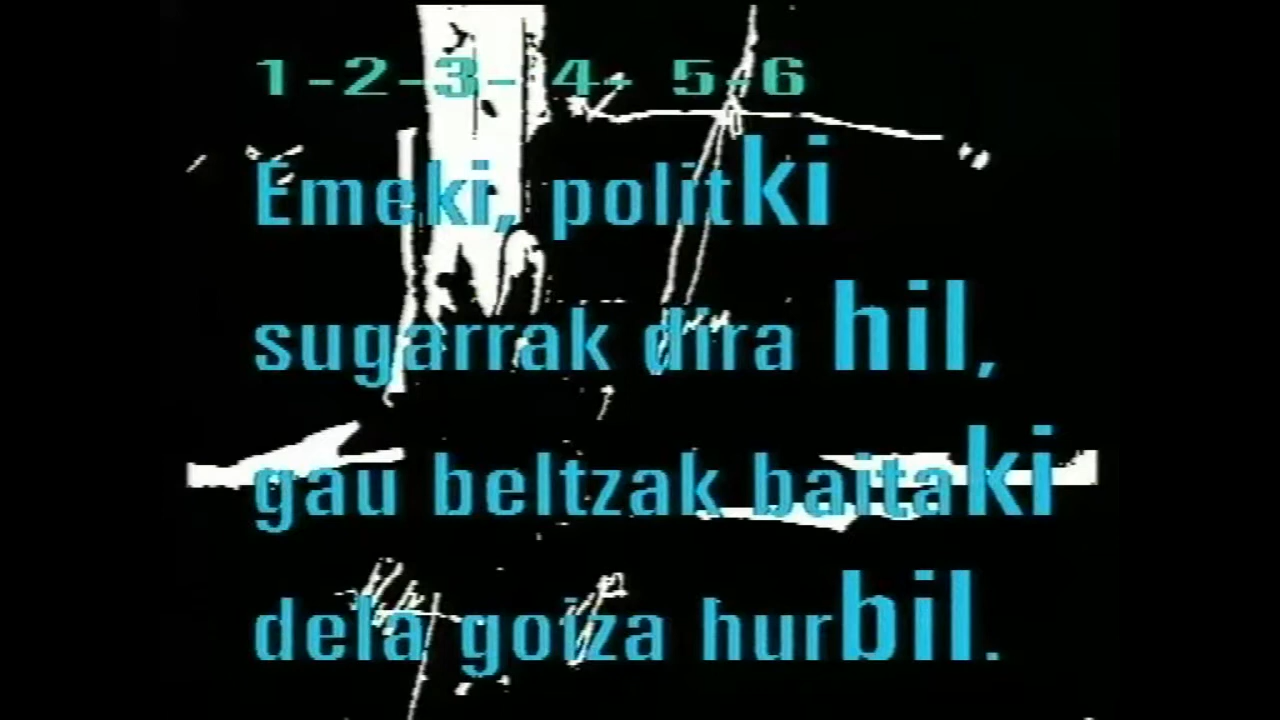 1-2-3- 4- 5-6
Emeki, politki
sugarrak dira hil,
gau beltzak baitaki
dela goiza hurbil.